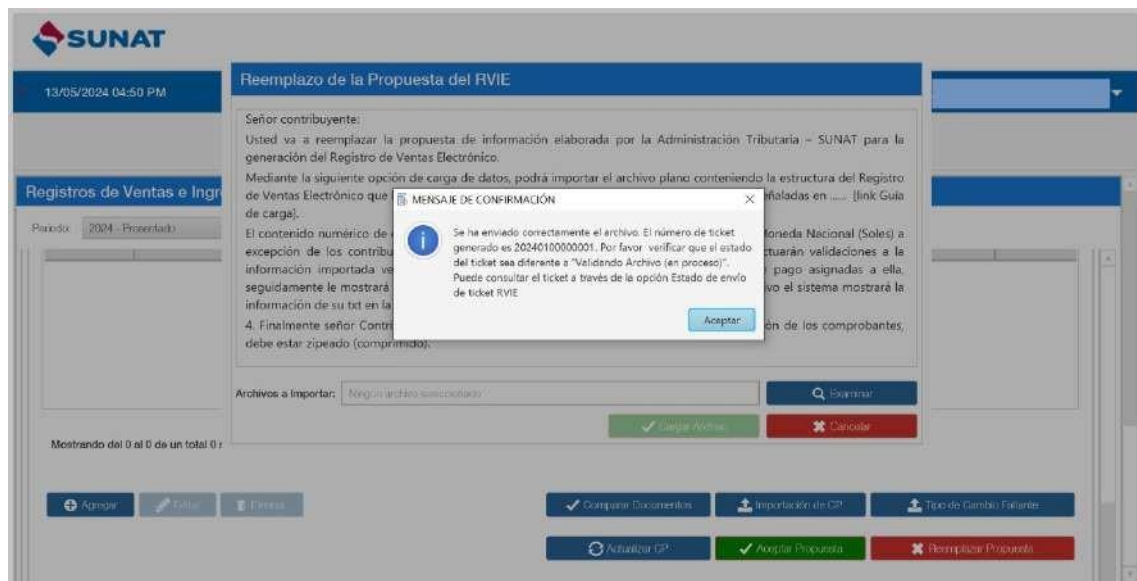 SUNAT
13/05/2024 04:50 PM
Reemplazo de la Propuesta del RVIE
Señor contribuyente:
Usted va a reemplazar la propuesta de información elaborada por la Administración Tributaria – SUNAT para la
generación del Registro de Ventas Electrónico.
Mediante la siguiente opción de carga de datos, podrá importar el archivo plano conteniendo la estructura del Registro
de Ventas Electrónico que
eñaladas en ...... [link Guía
de carga].
El contenido numérico de
Moneda Nacional (Soles) a
excepción de los contribu
ctuarán validaciones a la
información importada ve
pago asignadas a ella,
seguidamente le mostrará
vo el sistema mostrará la
información de su txt en la
4. Finalmente señor Contri
ón de los comprobantes,
debe estar zipeado (comprimido).
MENSAJE DE CONFIRMACIÓN
Se ha enviado correctamente el archivo. El número de ticket
generado es 20240100000001. Por favor verificar que el estado
del ticket sea diferente a "Validando Archivo (en proceso)".
Puede consultar el ticket a través de la opción Estado de envío
de ticket RVIE
Aceptar
Registros de Ventas e Ingr
Periodo: 2024 - Presentado
Archivos a Importar: Ningún archivo seleccionado
Examinar
Cargar Archivo
Cancelar
Mostrando del 0 al 0 de un total 0 r
Agregar
Editar
Eliminar
Comparar Documentos
Importación de CP
Tipo de Cambio Faltante
Actualizar CP
Aceptar Propuesta
Reemplazar Propuesta